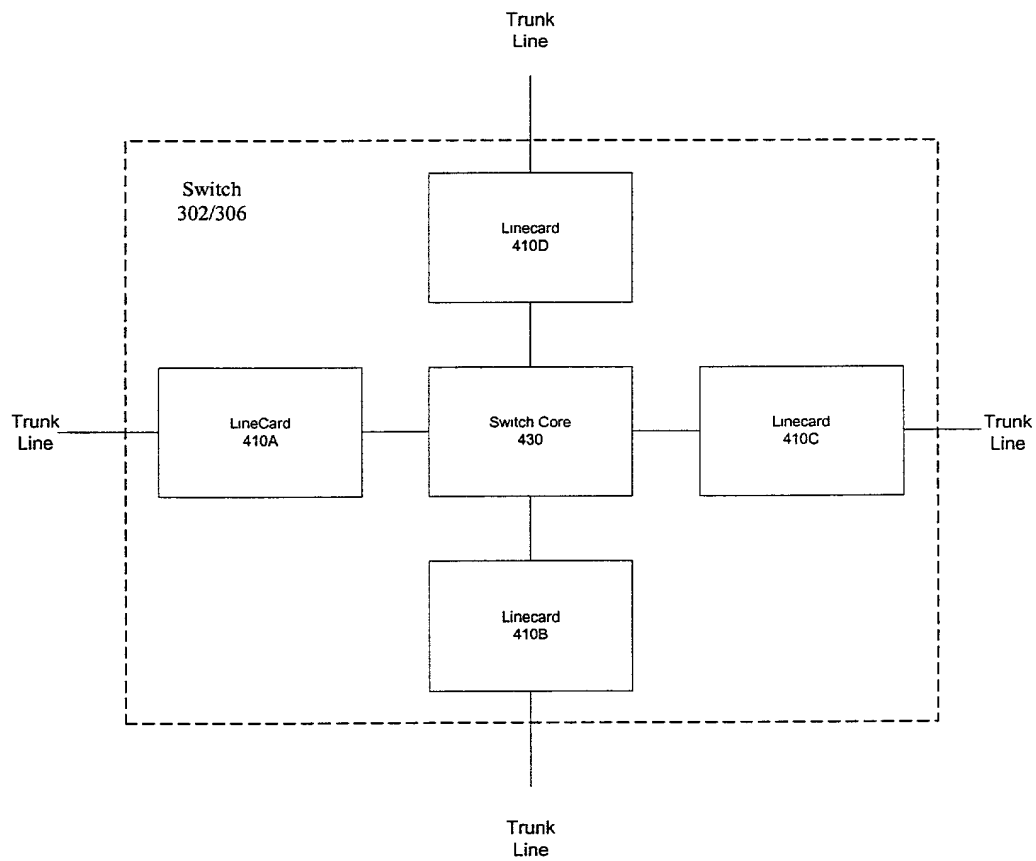 Trunk
Line
Switch
302/306
Linecard
410D
Trunk
Line
LineCard
410A
Switch Core
430
Linecard
410C
Trunk
Line
Linecard
410B
Trunk
Line